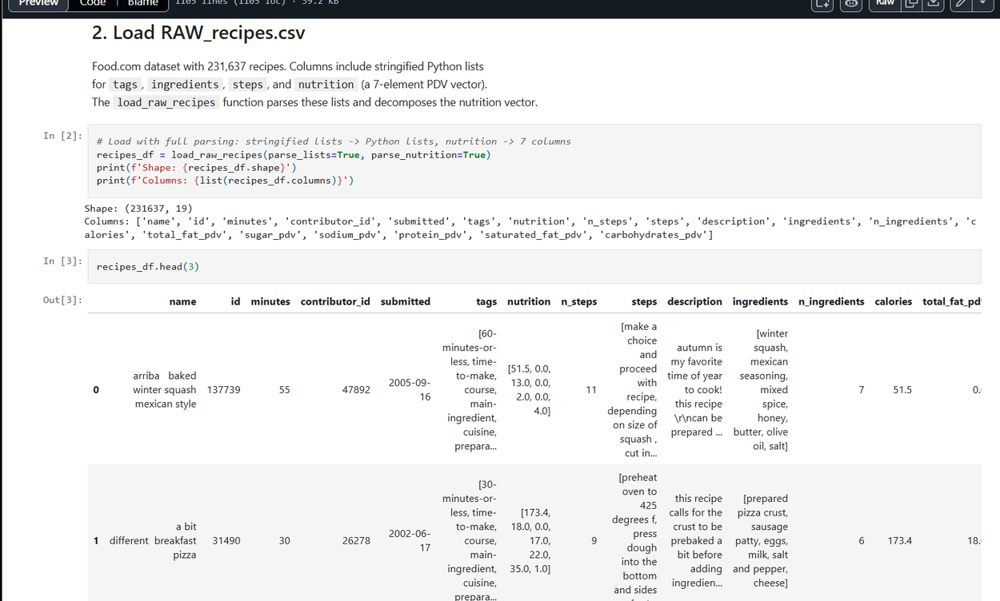 Preview Code Blame 1105 lines (1105 loc) · 39.2 KB Raw
2. Load RAW_recipes.csv
Food.com dataset with 231,637 recipes. Columns include stringified Python lists
for tags, ingredients, steps, and nutrition (a 7-element PDV vector).
The load_raw_recipes function parses these lists and decomposes the nutrition vector.
In [2]:
# Load with full parsing: stringified lists -> Python lists, nutrition -> 7 columns
recipes_df = load_raw_recipes(parse_lists=True, parse_nutrition=True)
print(f'Shape: {recipes_df.shape}')
print(f'Columns: {list(recipes_df.columns)}')
Shape: (231637, 19)
Columns: ['name', 'id', 'minutes', 'contributor_id', 'submitted', 'tags', 'nutrition', 'n_steps', 'steps', 'description', 'ingredients', 'n_ingredients', 'c
alories', 'total_fat_pdv', 'sugar_pdv', 'sodium_pdv', 'protein_pdv', 'saturated_fat_pdv', 'carbohydrates_pdv']
In [3]:
recipes_df.head(3)
Out[3]:
name id minutes contributor_id submitted tags nutrition n_steps steps description ingredients n_ingredients calories total_fat_pd
0
arriba baked
winter squash
mexican style
137739
55
47892
2005-09-
16
[60-
minutes-or-
less, time-
to-make,
course,
main-
ingredient,
cuisine,
prepara...
[51.5, 0.0,
13.0, 0.0,
2.0, 0.0,
4.0]
11
[make a
choice
and
proceed
with
recipe,
depending
on size of
squash ,
cut in...
autumn is
my favorite
time of year
to cook!
this recipe
\r\ncan be
prepared ...
[winter
squash,
mexican
seasoning,
mixed
spice,
honey,
butter, olive
oil, salt]
7
51.5
0.
1
a bit
different breakfast
pizza
31490
30
26278
2002-06-
17
[30-
minutes-or-
less, time-
to-make,
course,
main-
ingredient,
cuisine,
prepara...
[173.4,
18.0, 0.0,
17.0,
22.0,
35.0, 1.0]
9
[preheat
oven to
425
degrees f,
press
dough
into the
bottom
and sides
this recipe
calls for the
crust to be
prebaked a
bit before
adding
ingredien...
[prepared
pizza crust,
sausage
patty, eggs,
milk, salt
and pepper,
cheese]
6
173.4
18.